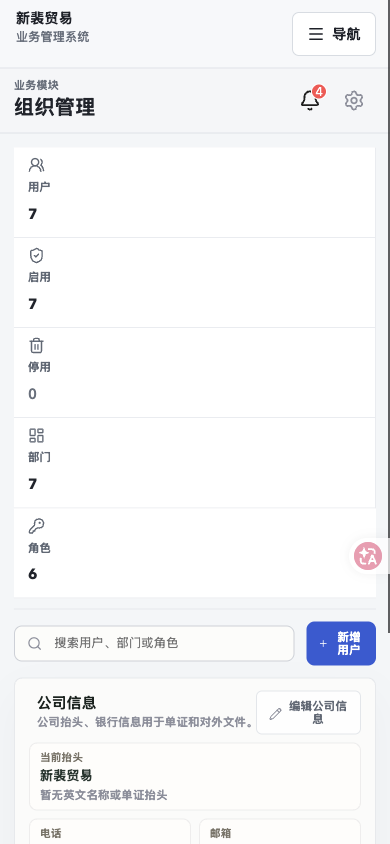 新裴贸易
业务管理系统
导航
业务模块
组织管理
4
用户
7
启用
7
停用
0
部门
7
角色
6
搜索用户、部门或角色
+ 新增
用户
公司信息
公司抬头、银行信息用于单证和对外文件。
编辑公司信
息
当前抬头
新裴贸易
暂无英文名称或单证抬头
电话
邮箱